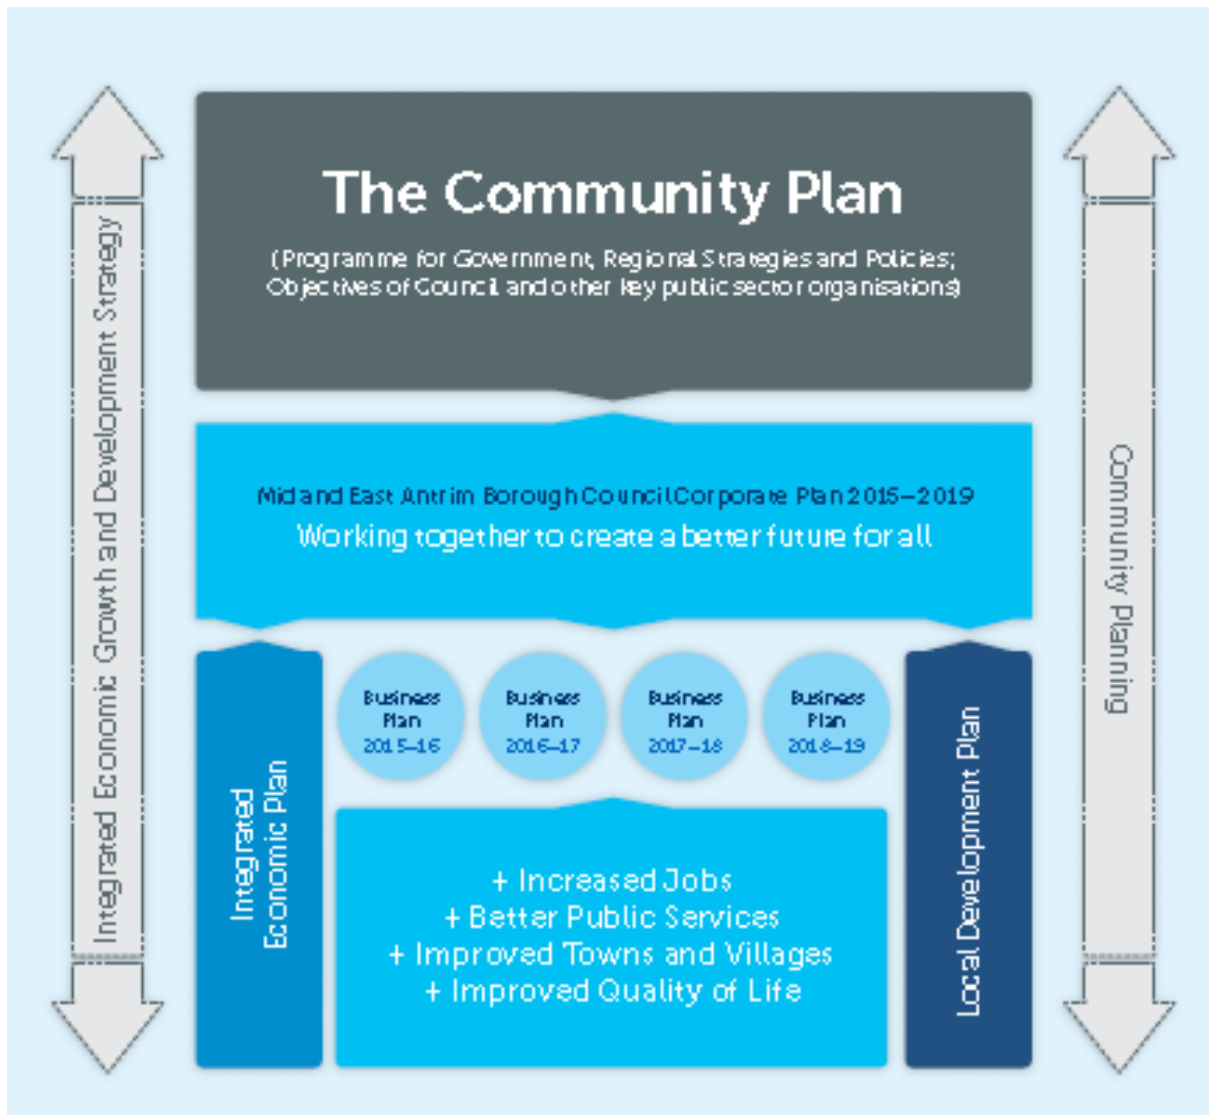 The Community Plan
(Programme for Government, Regional Strategies and Policies;
Objectives of Council and other key public sector organisations)
Mid and East Antrim Borough Council Corporate Plan 2015–2019
Working together to create a better future for all
Integrated Economic Growth and Development Strategy
Community Planning
Integrated
Economic Plan
Business
Plan
2015–16
Business
Plan
2016–17
Business
Plan
2017–18
Business
Plan
2018–19
Local Development Plan
+ Increased Jobs
+ Better Public Services
+ Improved Towns and Villages
+ Improved Quality of Life